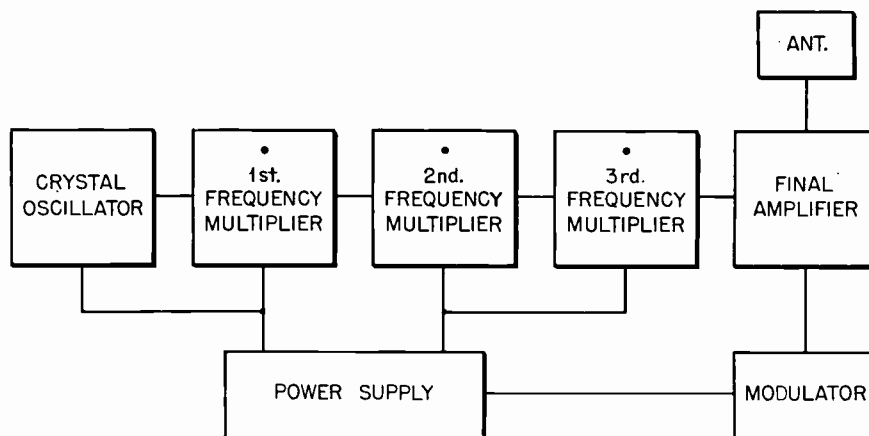 ANT.
CRYSTAL
OSCILLATOR
1st.
FREQUENCY
MULTIPLIER
2nd.
FREQUENCY
MULTIPLIER
3rd.
FREQUENCY
MULTIPLIER
FINAL
AMPLIFIER
POWER SUPPLY
MODULATOR